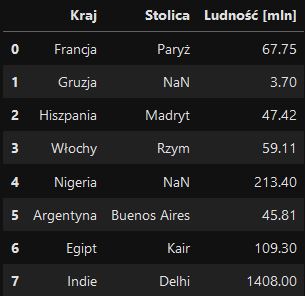 Kraj Stolica Ludność [mln]
0 Francja Paryż 67.75
1 Gruzja NaN 3.70
2 Hiszpania Madryt 47.42
3 Włochy Rzym 59.11
4 Nigeria NaN 213.40
5 Argentyna Buenos Aires 45.81
6 Egipt Kair 109.30
7 Indie Delhi 1408.00